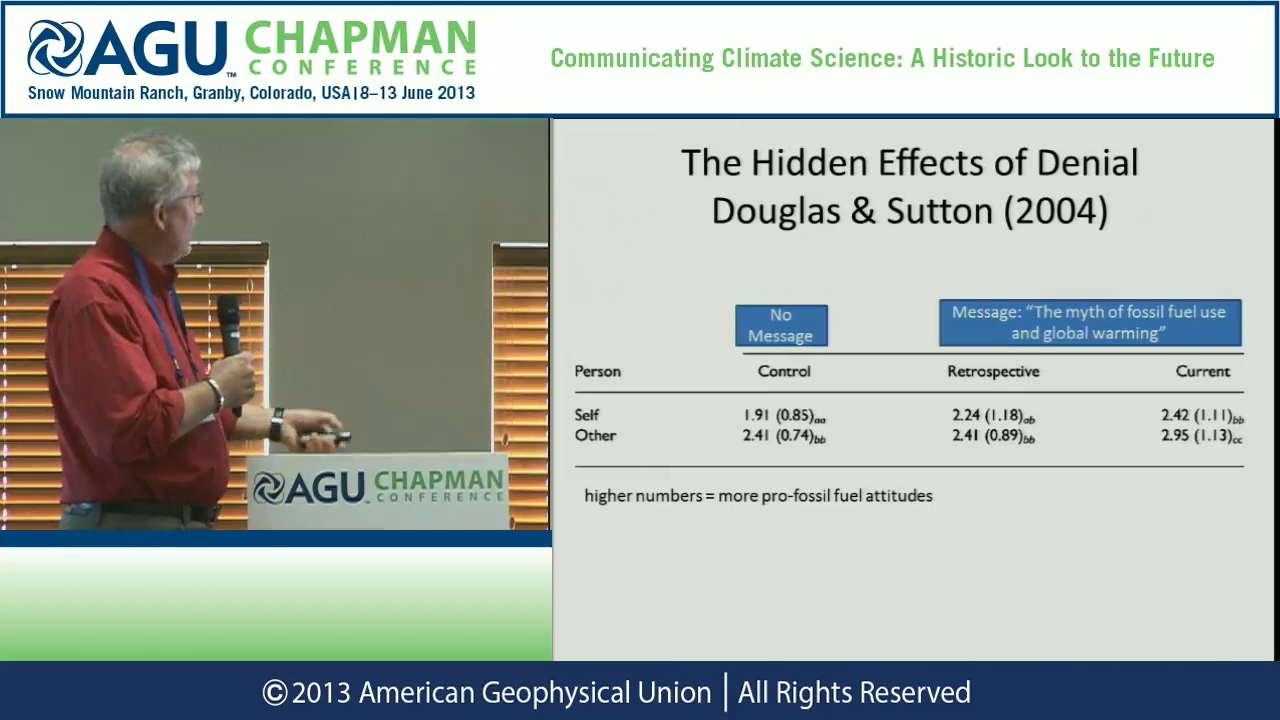 AGU CHAPMAN
CONFERENCE
™
Snow Mountain Ranch, Granby, Colorado, USA|8–13 June 2013
Communicating Climate Science: A Historic Look to the Future
AGU CHAPMAN
CONFERENCE
The Hidden Effects of Denial
Douglas & Sutton (2004)
No
Message
Message: “The myth of fossil fuel use
and global warming”
Person Control Retrospective Current
Self 1.91 (0.85)aa 2.24 (1.18)ab 2.42 (1.11)bb
Other 2.41 (0.74)bb 2.41 (0.89)bb 2.95 (1.13)cc
higher numbers = more pro-fossil fuel attitudes
©2013 American Geophysical Union | All Rights Reserved